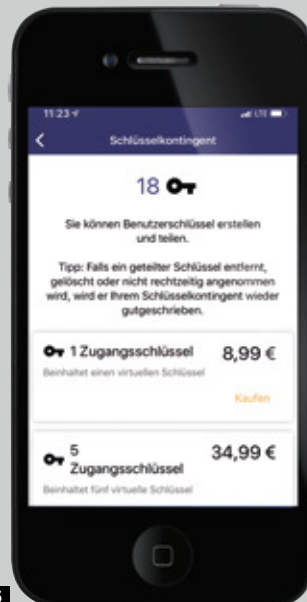 11:23
LTE
Schlüsselkontingent
18
Sie können Benutzerschlüssel erstellen
und teilen.
Tipp: Falls ein geteilter Schlüssel entfernt,
gelöscht oder nicht rechtzeitig angenommen
wird, wird er Ihrem Schlüsselkontingent wieder
gutgeschrieben.
1 Zugangsschlüssel 8,99 €
Beinhaltet einen virtuellen Schlüssel
Kaufen
5
Zugangsschlüssel 34,99 €
Beinhaltet fünf virtuelle Schlüssel